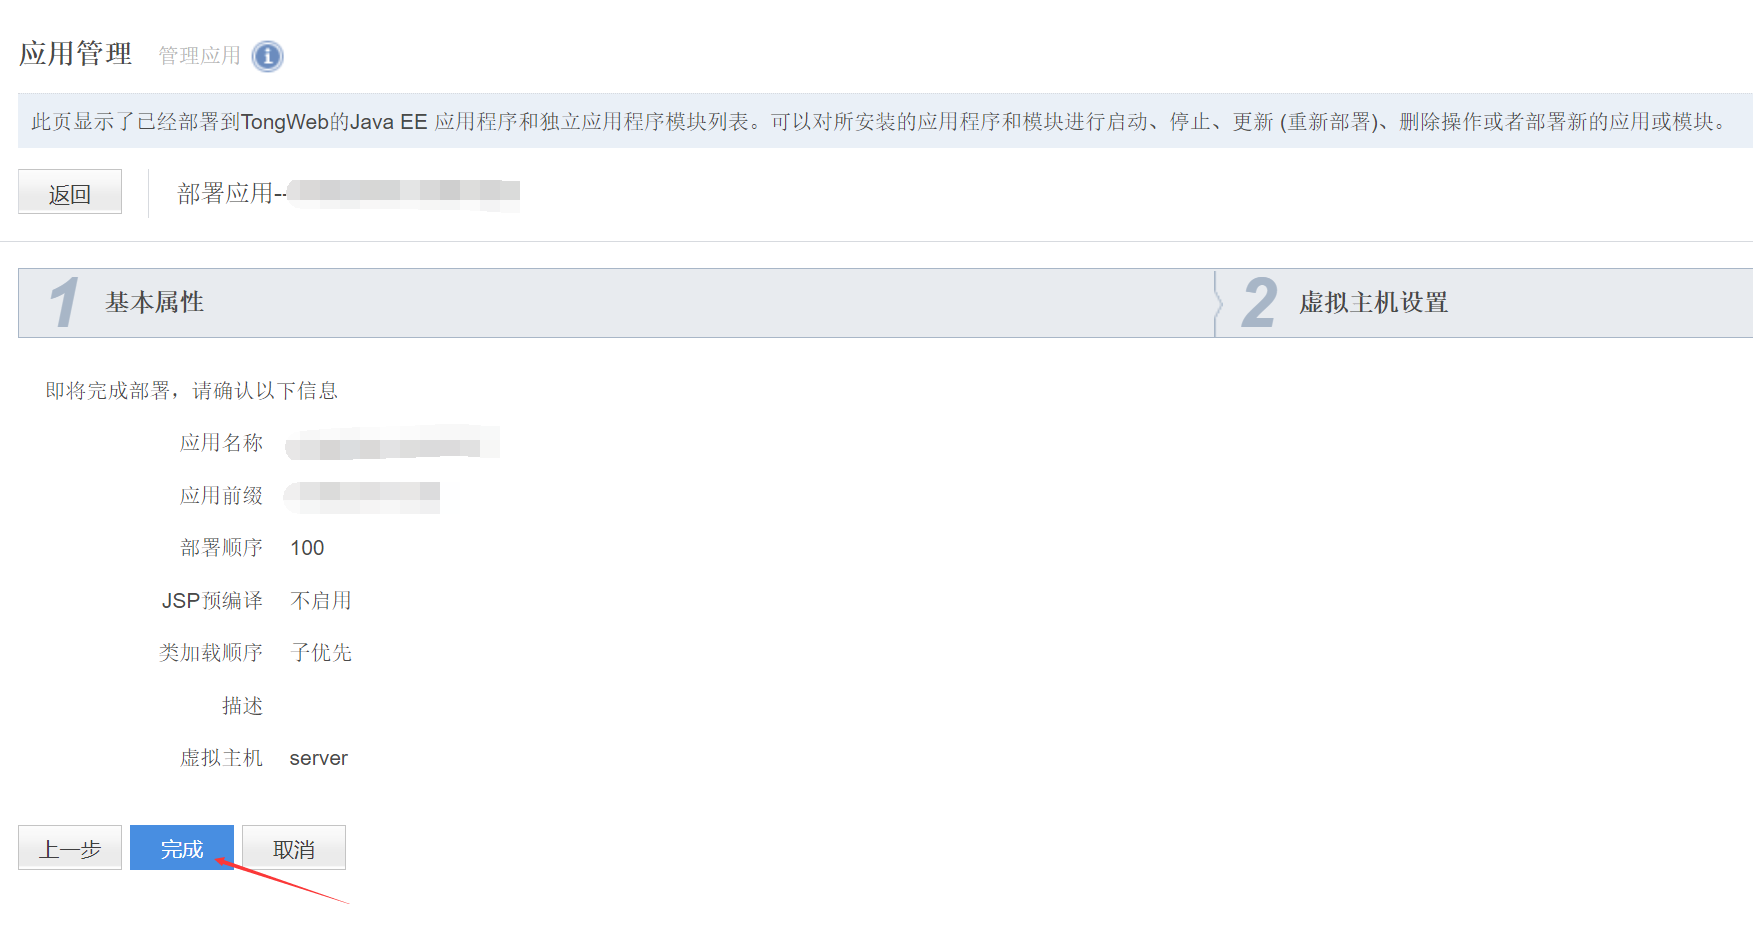 应用管理 管理应用
此页显示了已经部署到TongWeb的Java EE 应用程序和独立应用程序模块列表。可以对所安装的应用程序和模块进行启动、停止、更新 (重新部署)、删除操作或者部署新的应用或模块。
返回 部署应用--
1 基本属性 2 虚拟主机设置
即将完成部署，请确认以下信息
应用名称
应用前缀
部署顺序 100
JSP预编译 不启用
类加载顺序 子优先
描述
虚拟主机 server
上一步 完成 取消